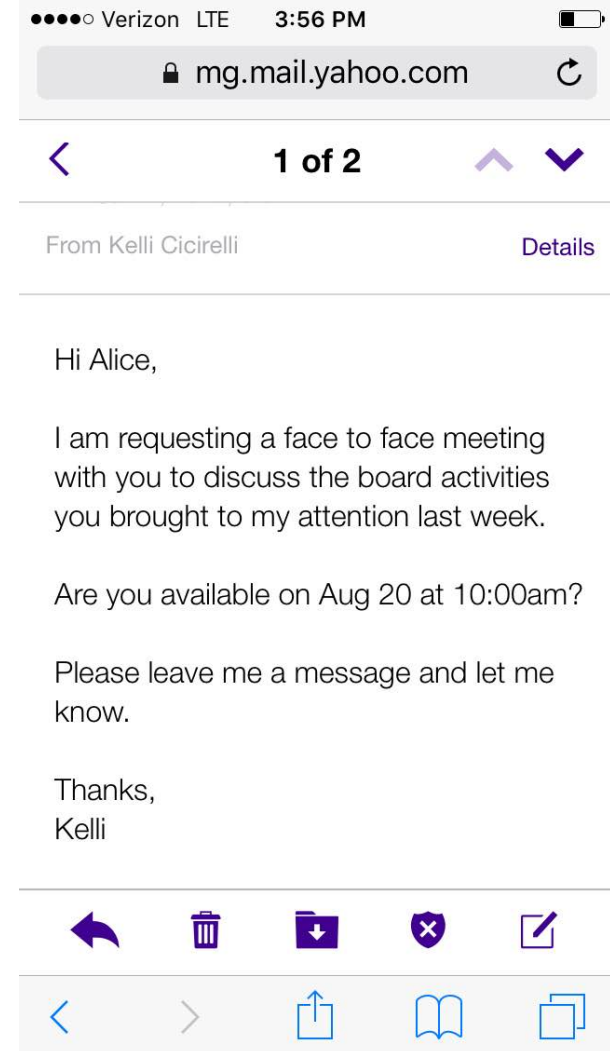 Verizon LTE 3:56 PM
mg.mail.yahoo.com
1 of 2
From Kelli Cicirelli Details
Hi Alice,
I am requesting a face to face meeting
with you to discuss the board activities
you brought to my attention last week.
Are you available on Aug 20 at 10:00am?
Please leave me a message and let me
know.
Thanks,
Kelli